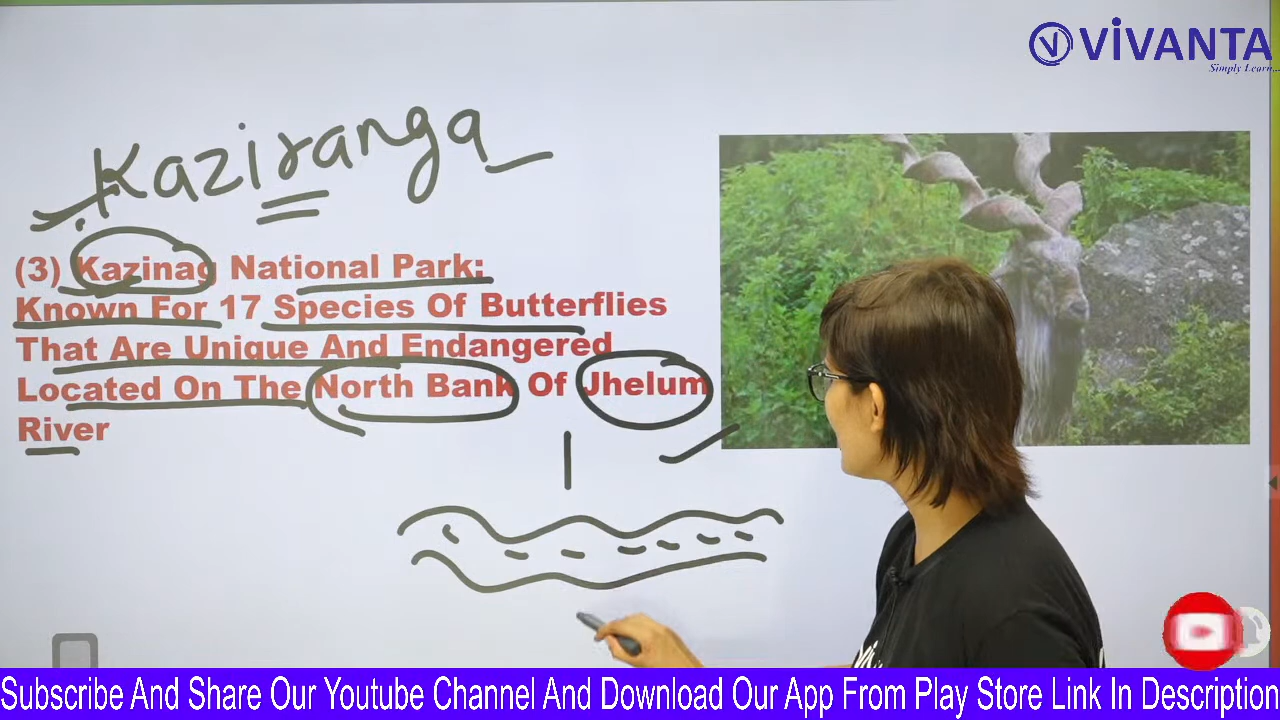 VİVANTA
Simply Learn...
Kaziranga
(3) Kazinag National Park:
Known For 17 Species Of Butterflies
That Are Unique And Endangered
Located On The North Bank Of Jhelum
River
Subscribe And Share Our Youtube Channel And Download Our App From Play Store Link In Description